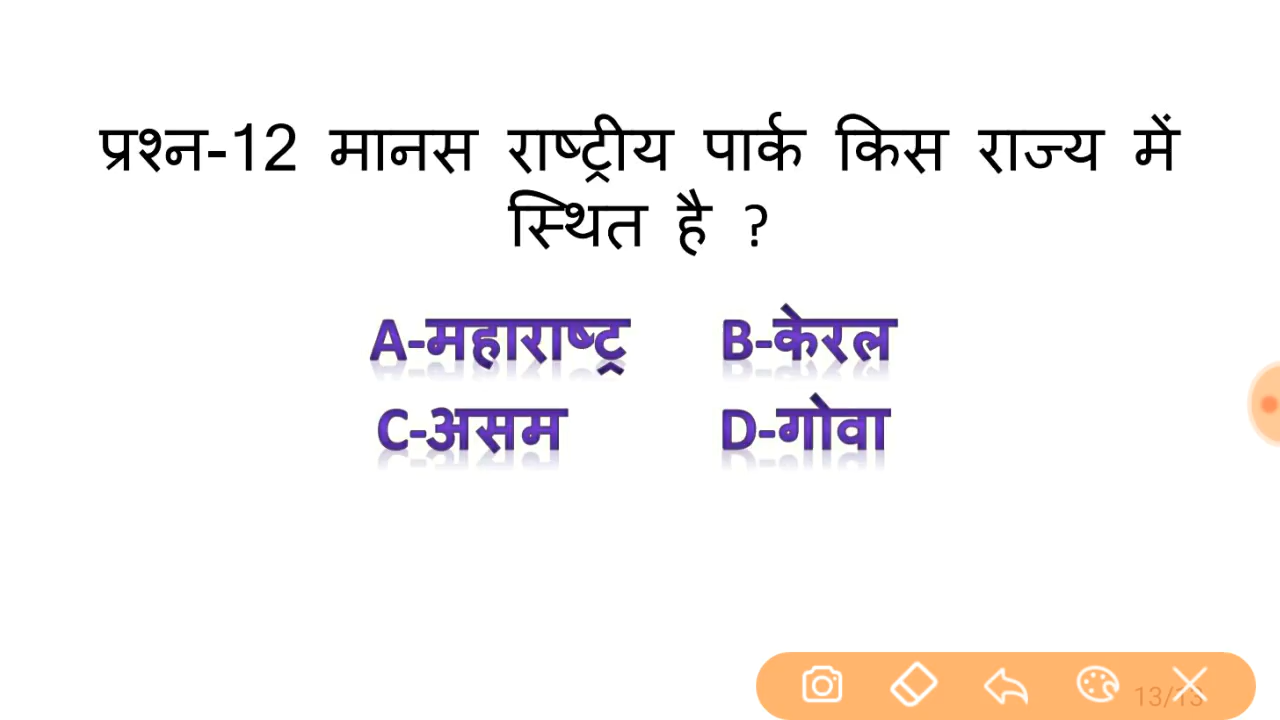 प्रश्न-12 मानस राष्ट्रीय पार्क किस राज्य में
स्थित है ?
A-महाराष्ट्र B-केरल
C-असम D-गोवा
13/13